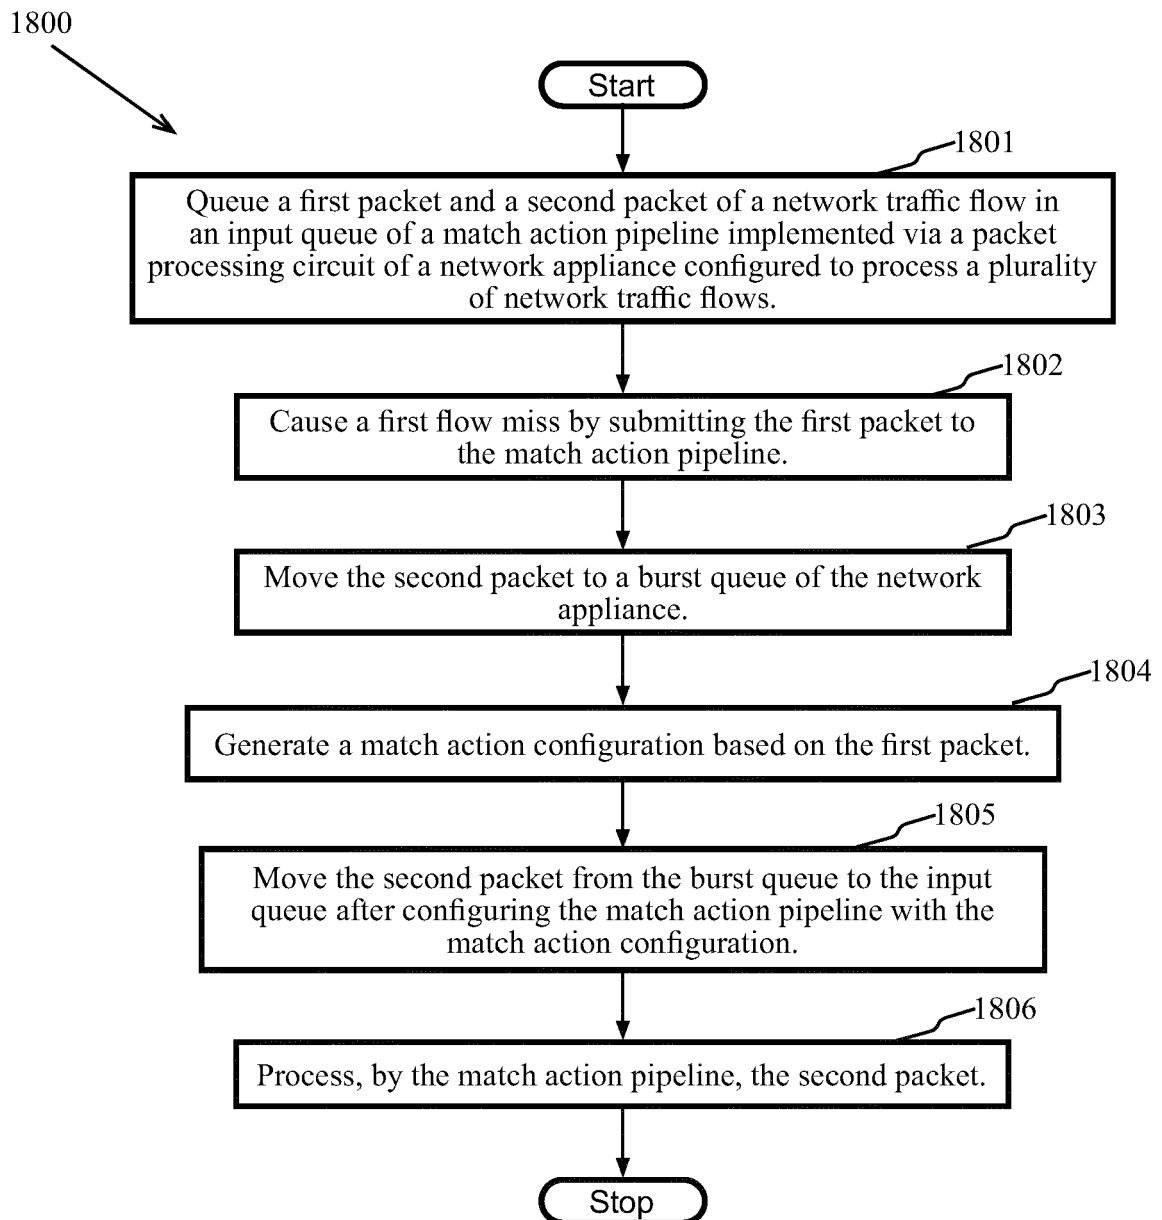 1800
Start
1801
Queue a first packet and a second packet of a network traffic flow in
an input queue of a match action pipeline implemented via a packet
processing circuit of a network appliance configured to process a plurality
of network traffic flows.
1802
Cause a first flow miss by submitting the first packet to
the match action pipeline.
1803
Move the second packet to a burst queue of the network
appliance.
1804
Generate a match action configuration based on the first packet.
1805
Move the second packet from the burst queue to the input
queue after configuring the match action pipeline with the
match action configuration.
1806
Process, by the match action pipeline, the second packet.
Stop